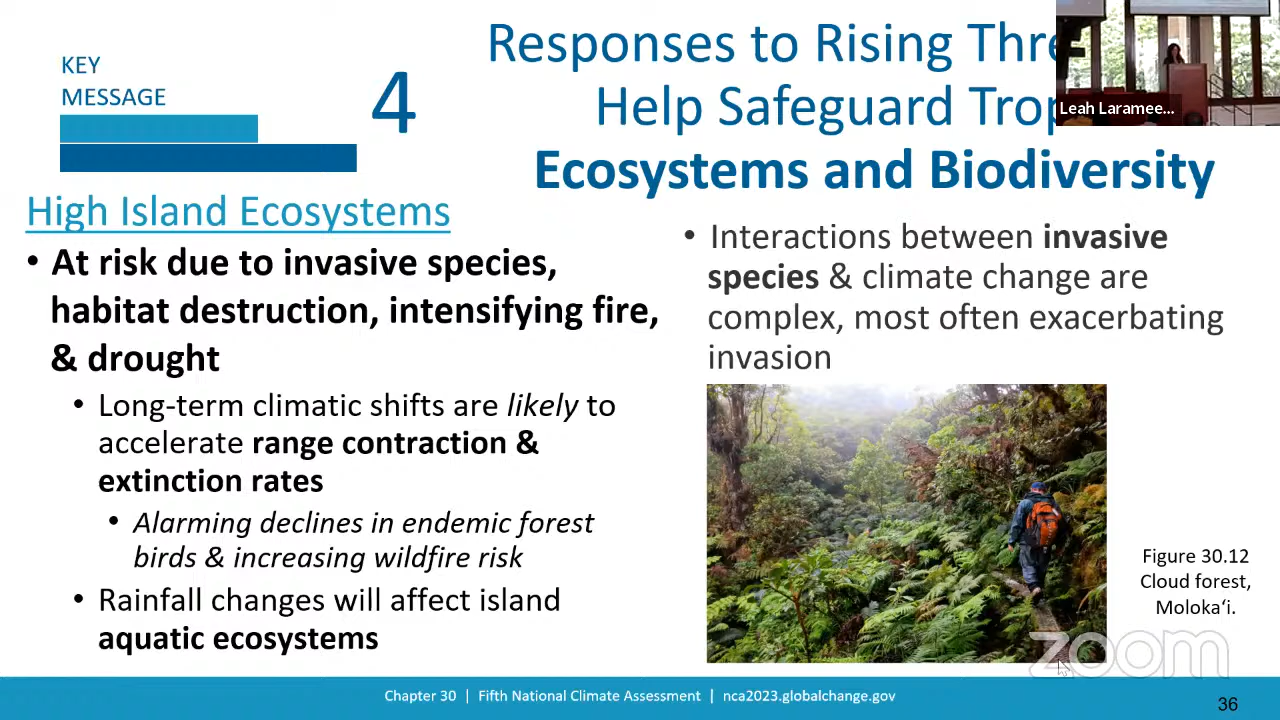 KEY
MESSAGE
4
Responses to Rising
Help Safeguard
Ecosystems and Biodiversity
Leah Laramee...
High Island Ecosystems
• At risk due to invasive species,
habitat destruction, intensifying fire,
& drought
• Long-term climatic shifts are likely to
accelerate range contraction &
extinction rates
• Alarming declines in endemic forest
birds & increasing wildfire risk
• Rainfall changes will affect island
aquatic ecosystems
• Interactions between invasive
species & climate change are
complex, most often exacerbating
invasion
Figure 30.12
Cloud forest,
Molokaʻi.
zoom
Chapter 30 | Fifth National Climate Assessment | nca2023.globalchange.gov
36